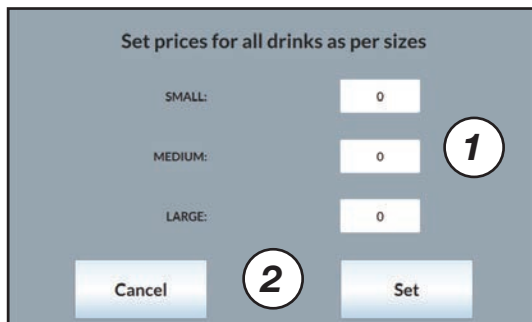 Set prices for all drinks as per sizes
SMALL: 0
1
MEDIUM: 0
LARGE: 0
2
Cancel Set